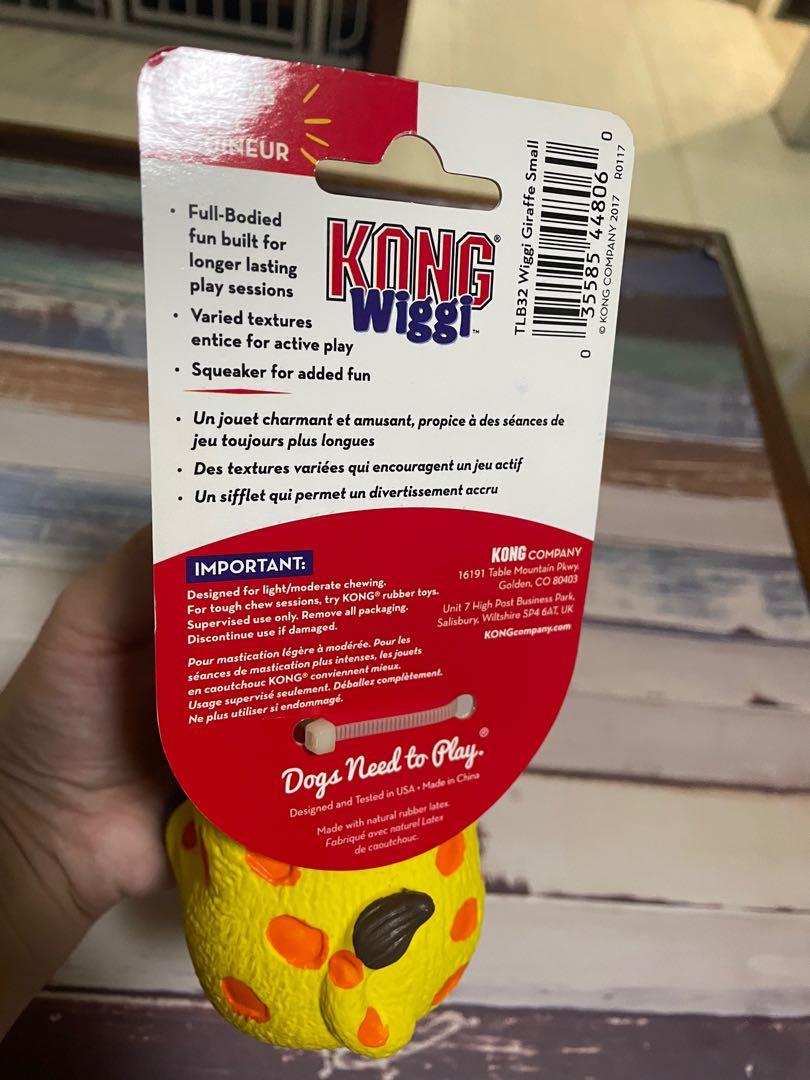 • Full-Bodied
fun built for
longer lasting
play sessions
• Varied textures
entice for active play
• Squeaker for added fun
KONG®
Wiggi™
TLB32 Wiggi Giraffe Small
0 35585 44806 0
© KONG COMPANY 2017 R0117
• Un jouet charmant et amusant, propice à des séances de
jeu toujours plus longues
• Des textures variées qui encouragent un jeu actif
• Un sifflet qui permet un divertissement accru
IMPORTANT:
Designed for light/moderate chewing.
For tough chew sessions, try KONG® rubber toys.
Supervised use only. Remove all packaging.
Discontinue use if damaged.
Pour mastication légère à modérée. Pour les
séances de mastication plus intenses, les jouets
en caoutchouc KONG® conviennent mieux.
Usage supervisé seulement. Déballez complètement.
Ne plus utiliser si endommagé.
KONG COMPANY
16191 Table Mountain Pkwy.
Golden, CO 80403
Unit 7 High Post Business Park,
Salisbury, Wiltshire SP4 6AT, UK
KONGcompany.com
Dogs Need to Play.®
Designed and Tested in USA • Made in China
Made with natural rubber latex.
Fabriqué avec naturel Latex
de caoutchouc.